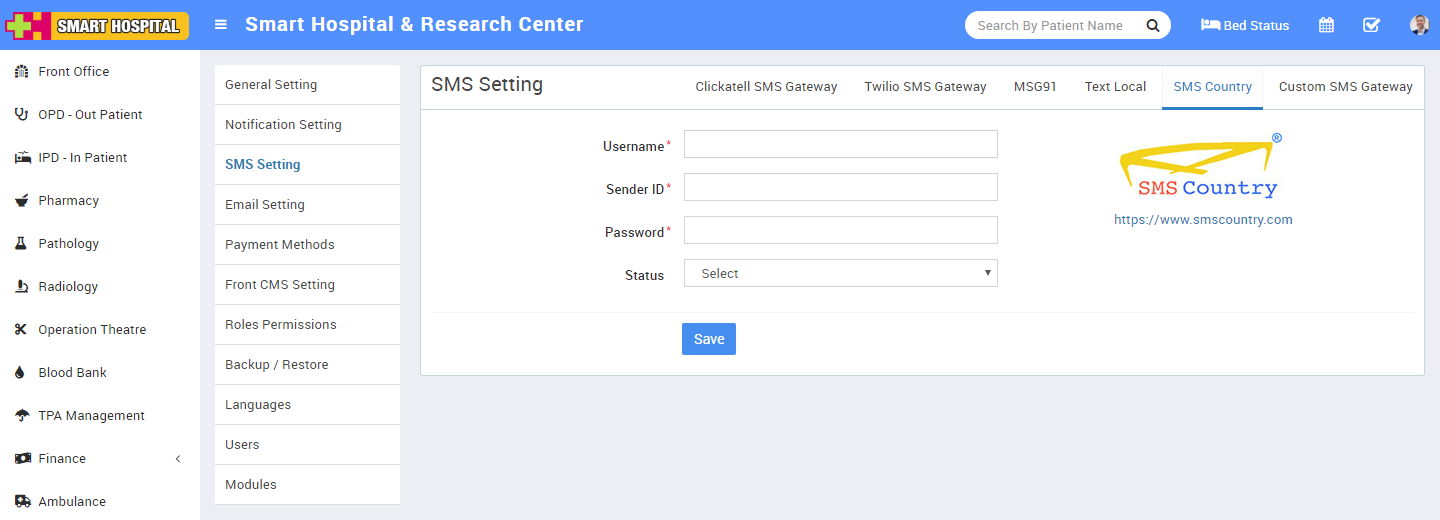 SMART HOSPITAL
Smart Hospital & Research Center
Search By Patient Name
Bed Status
Front Office
OPD - Out Patient
IPD - In Patient
Pharmacy
Pathology
Radiology
Operation Theatre
Blood Bank
TPA Management
Finance
Ambulance
General Setting
Notification Setting
SMS Setting
Email Setting
Payment Methods
Front CMS Setting
Roles Permissions
Backup / Restore
Languages
Users
Modules
SMS Setting
Clickatell SMS Gateway
Twilio SMS Gateway
MSG91
Text Local
SMS Country
Custom SMS Gateway
Username*
Sender ID*
Password*
Status
Select
Save
®
SMS Country
https://www.smscountry.com